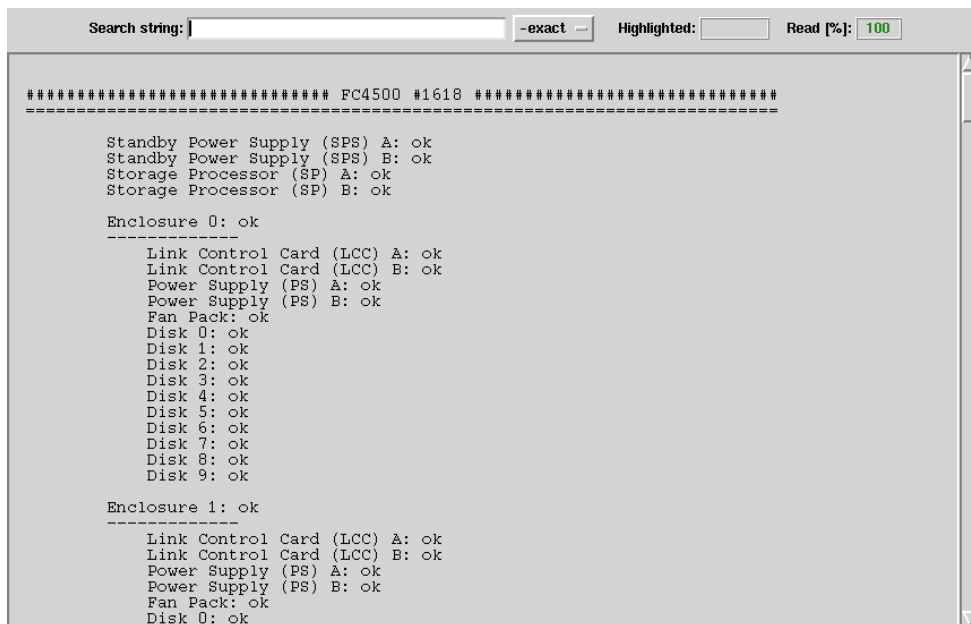 Search string: -exact Highlighted: Read [%]: 100
############################## FC4500 #1618 ##############################
==========================================================================
Standby Power Supply (SPS) A: ok
Standby Power Supply (SPS) B: ok
Storage Processor (SP) A: ok
Storage Processor (SP) B: ok
Enclosure 0: ok
-------------
Link Control Card (LCC) A: ok
Link Control Card (LCC) B: ok
Power Supply (PS) A: ok
Power Supply (PS) B: ok
Fan Pack: ok
Disk 0: ok
Disk 1: ok
Disk 2: ok
Disk 3: ok
Disk 4: ok
Disk 5: ok
Disk 6: ok
Disk 7: ok
Disk 8: ok
Disk 9: ok
Enclosure 1: ok
-------------
Link Control Card (LCC) A: ok
Link Control Card (LCC) B: ok
Power Supply (PS) A: ok
Power Supply (PS) B: ok
Fan Pack: ok
Disk 0: ok